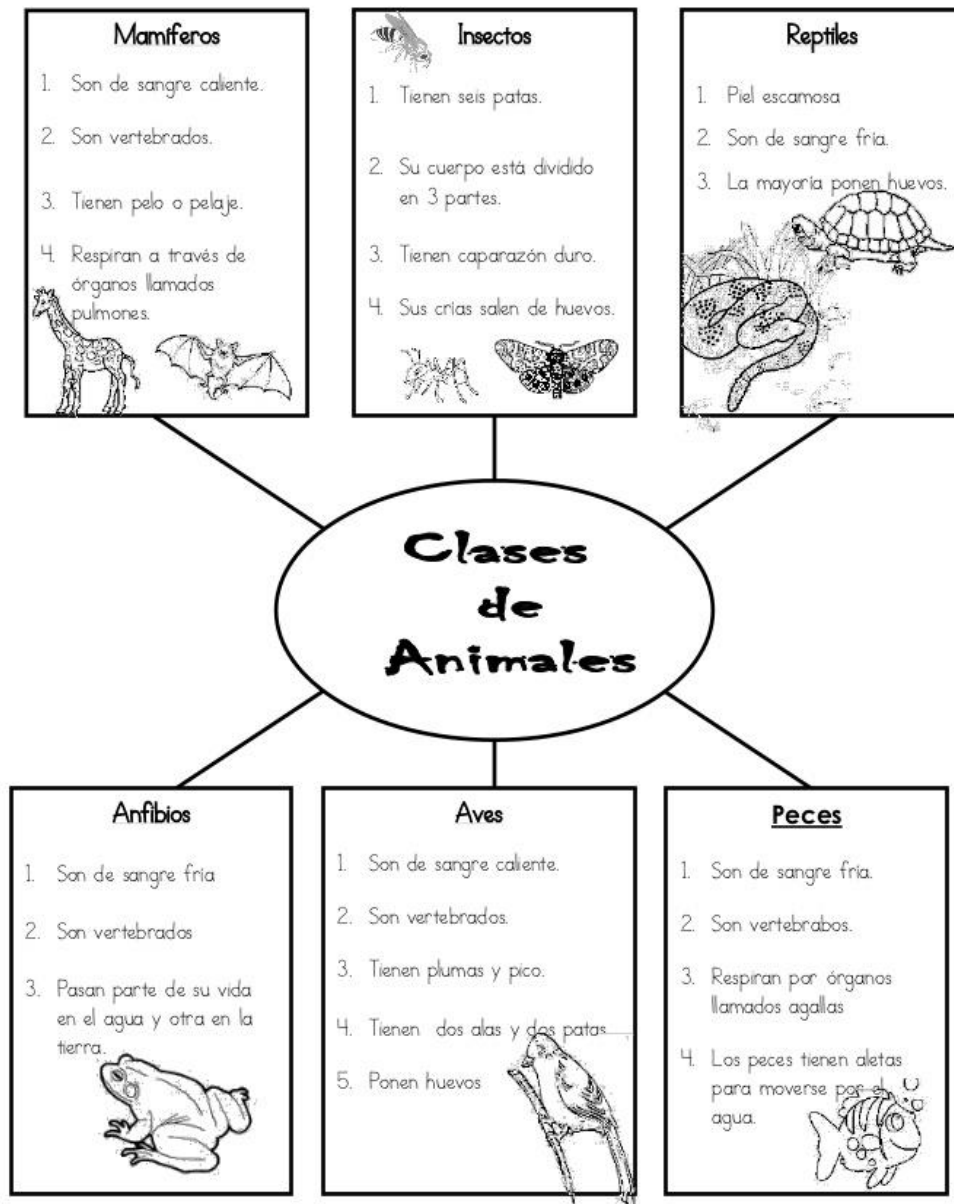 Mamíferos
1. Son de sangre caliente.
2. Son vertebrados.
3. Tienen pelo o pelaje.
4. Respiran a través de
órganos llamados
pulmones.
Insectos
1. Tienen seis patas.
2. Su cuerpo está dividido
en 3 partes.
3. Tienen caparazón duro.
4. Sus crías salen de huevos.
Reptiles
1. Piel escamosa
2. Son de sangre fría.
3. La mayoría ponen huevos.
Clases
de
Animales
Anfibios
1. Son de sangre fría
2. Son vertebrados
3. Pasan parte de su vida
en el agua y otra en la
tierra.
Aves
1. Son de sangre caliente.
2. Son vertebrados.
3. Tienen plumas y pico.
4. Tienen dos alas y dos patas
5. Ponen huevos
Peces
1. Son de sangre fría.
2. Son vertebrabos.
3. Respiran por órganos
llamados agallas
4. Los peces tienen aletas
para moverse por el
agua.